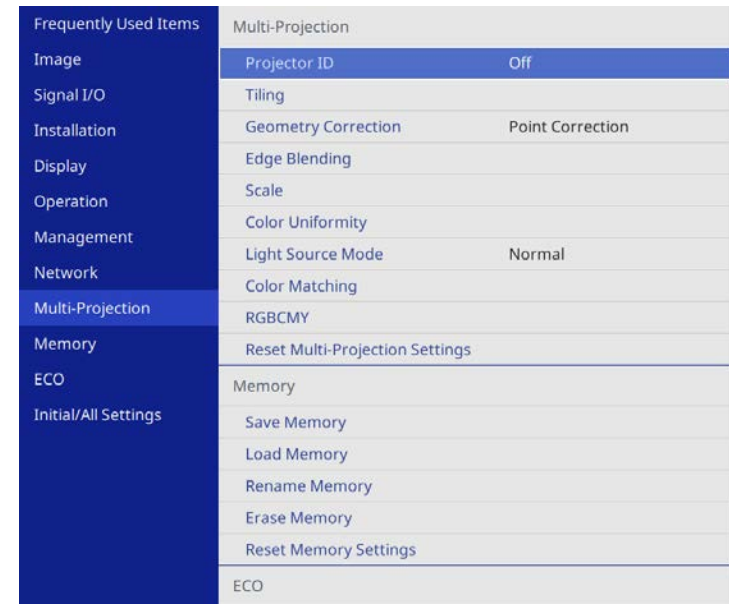 Frequently Used Items
Image
Signal I/O
Installation
Display
Operation
Management
Network
Multi-Projection
Memory
ECO
Initial/All Settings
Multi-Projection
Projector ID Off
Tiling
Geometry Correction Point Correction
Edge Blending
Scale
Color Uniformity
Light Source Mode Normal
Color Matching
RGBCMY
Reset Multi-Projection Settings
Memory
Save Memory
Load Memory
Rename Memory
Erase Memory
Reset Memory Settings
ECO